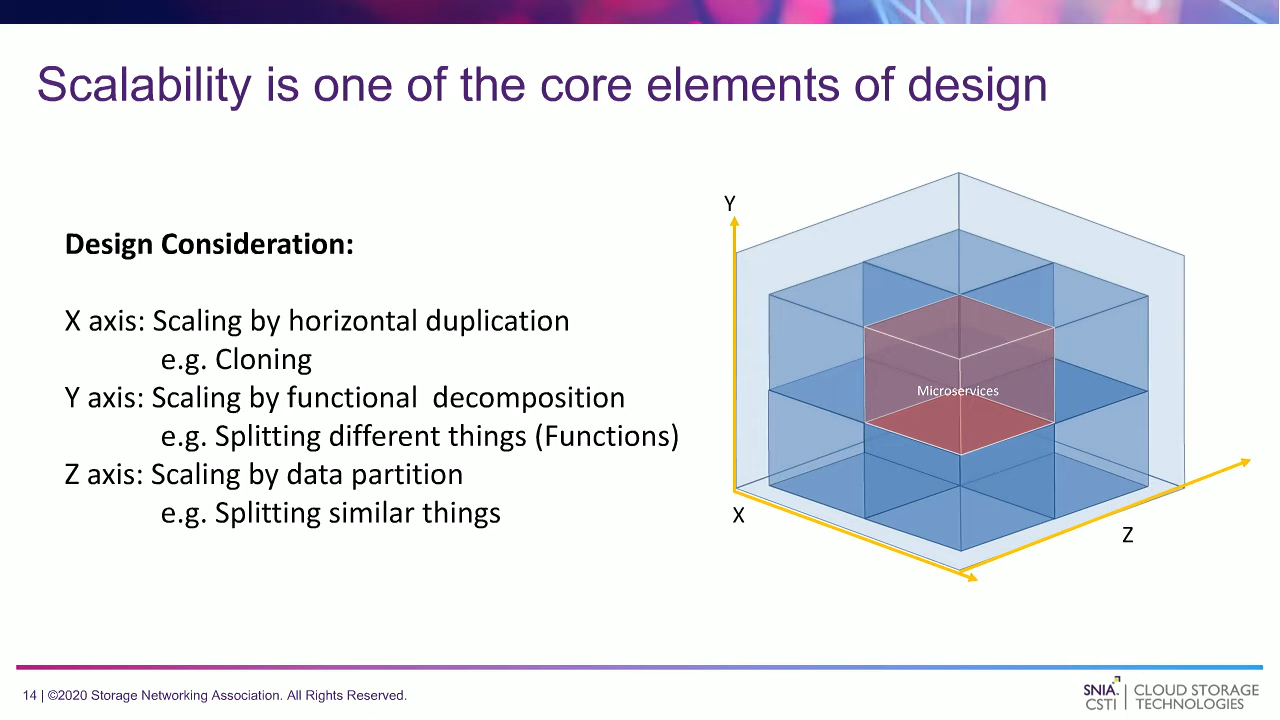 Scalability is one of the core elements of design
Design Consideration:
X axis: Scaling by horizontal duplication
e.g. Cloning
Y axis: Scaling by functional  decomposition
e.g. Splitting different things (Functions)
Z axis: Scaling by data partition
e.g. Splitting similar things
Y
Microservices
X
Z
14 | ©2020 Storage Networking Association. All Rights Reserved.
SNIA. | CLOUD STORAGE
CSTI | TECHNOLOGIES